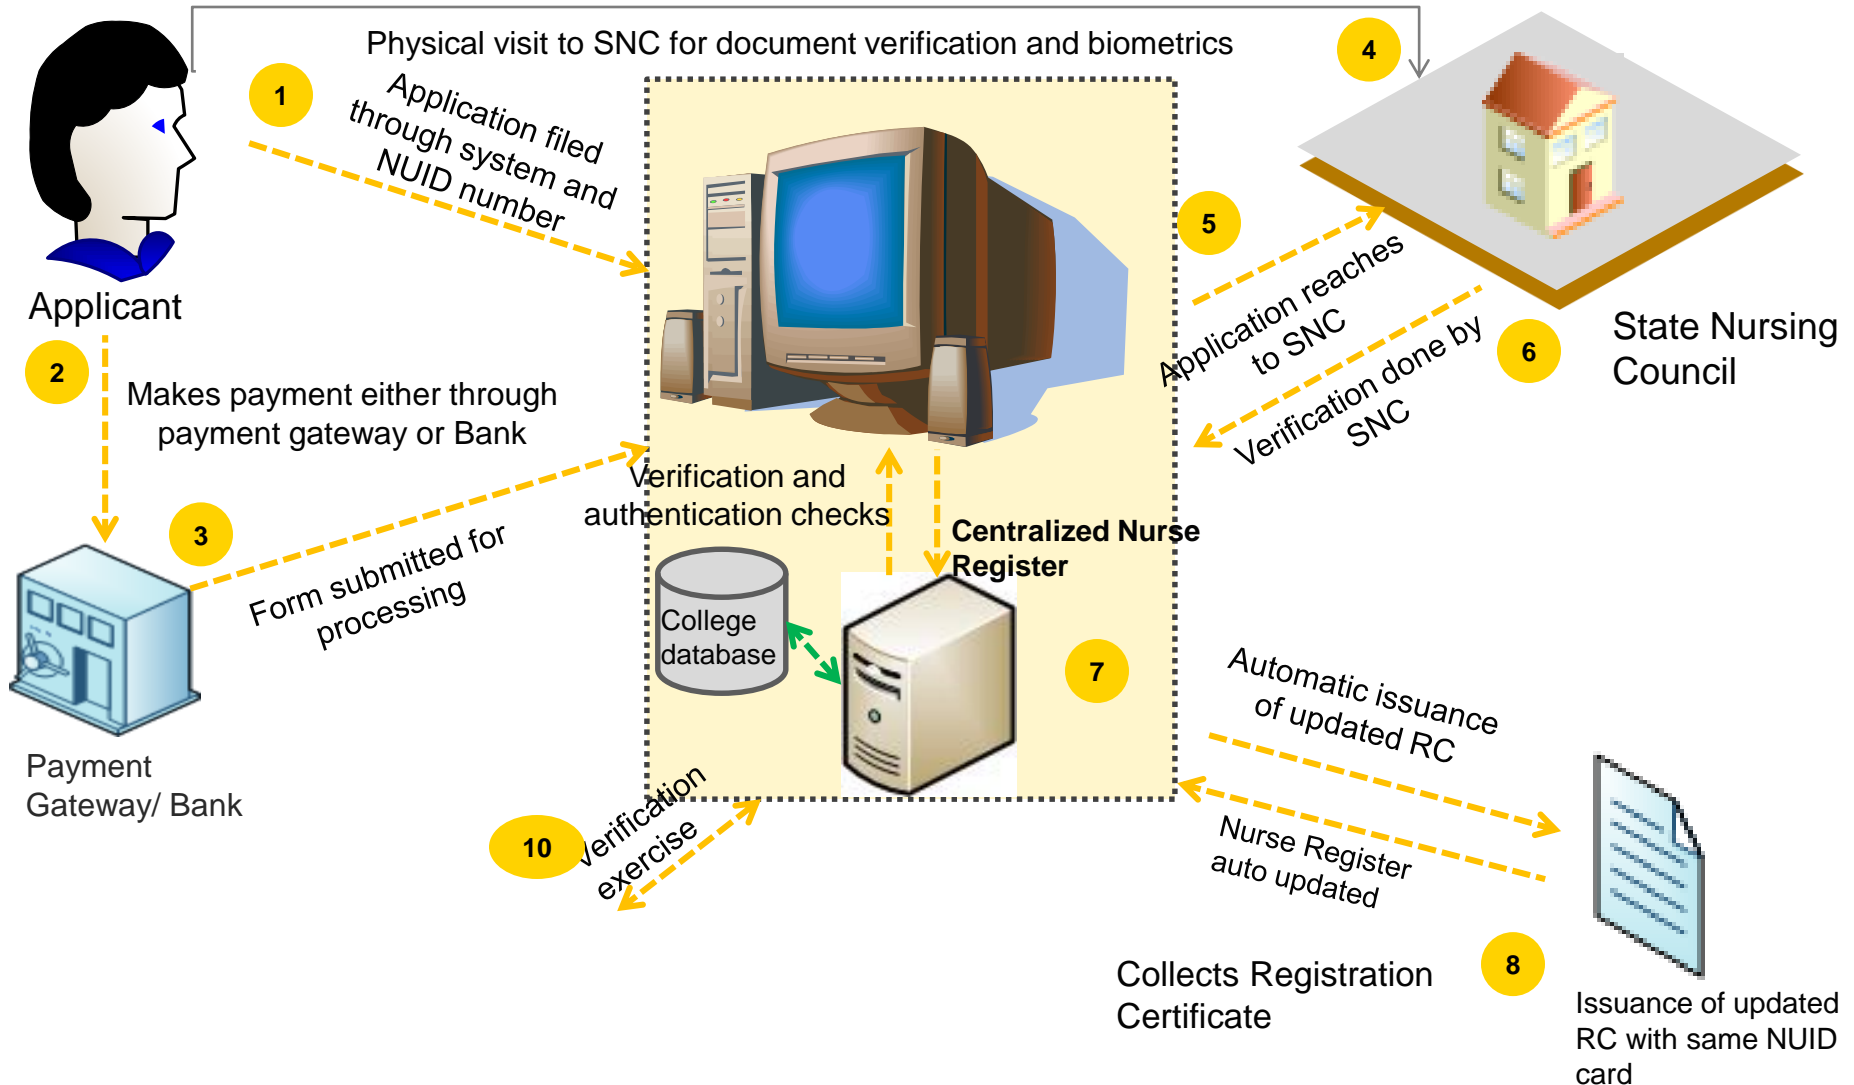 Physical visit to SNC for document verification and biometrics
4
1
Application filed
through system and
NUID number
5
Applicant
Application reaches
to SNC
State Nursing
Council
6
Verification done by
SNC
2
Makes payment either through
payment gateway or Bank
3
Form submitted for
processing
Verification and
authentication checks
Centralized Nurse
Register
College
database
7
Automatic issuance
of updated RC
Payment
Gateway/ Bank
Nurse Register
auto updated
10
Verification
exercise
8
Collects Registration
Certificate
Issuance of updated
RC with same NUID
card